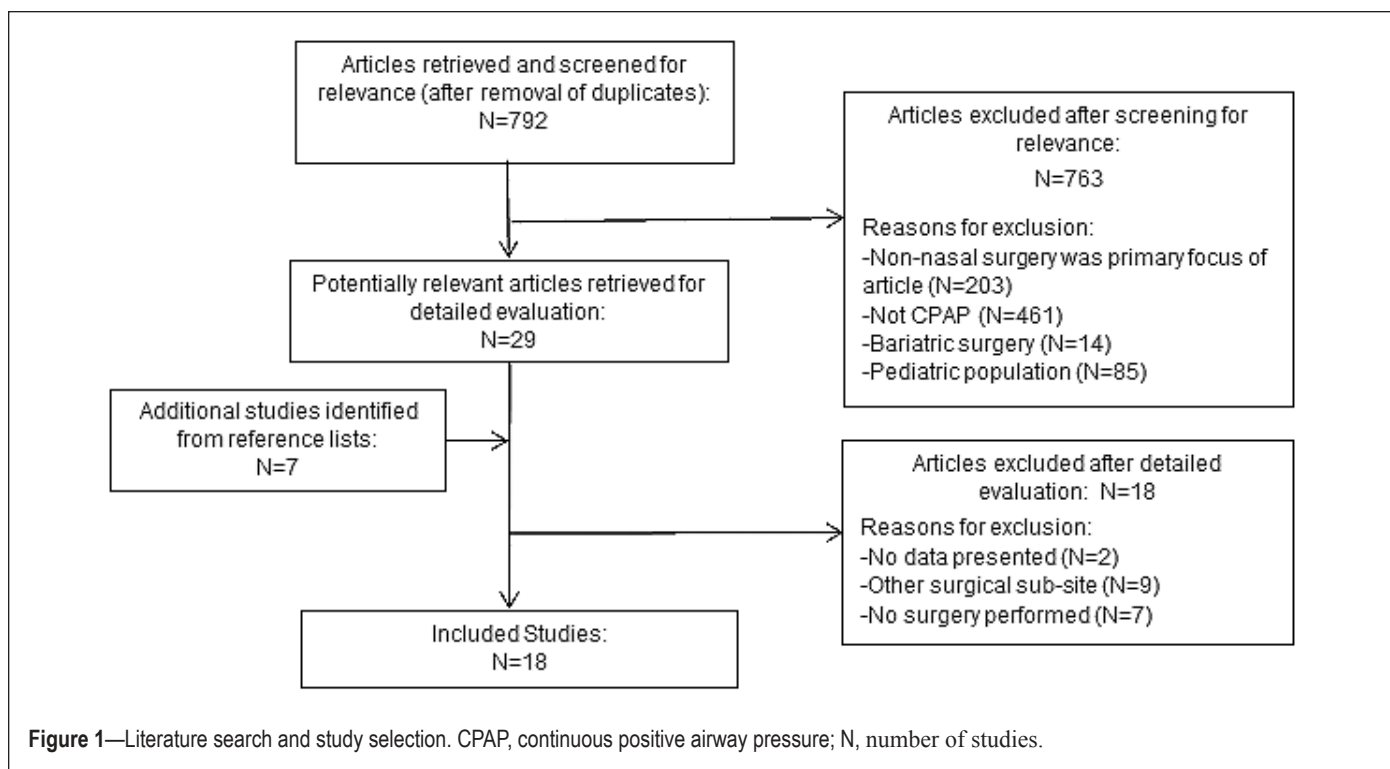 Articles retrieved and screened for
relevance (after removal of duplicates):
N=792
Articles excluded after screening for
relevance:
N=763
Reasons for exclusion:
-Non-nasal surgery was primary focus of
article (N=203)
-Not CPAP (N=461)
-Bariatric surgery (N=14)
-Pediatric population (N=85)
Potentially relevant articles retrieved for
detailed evaluation:
N=29
Additional studies identified
from reference lists:
N=7
Articles excluded after detailed
evaluation: N=18
Reasons for exclusion:
-No data presented (N=2)
-Other surgical sub-site (N=9)
-No surgery performed (N=7)
Included Studies:
N=18
Figure 1—Literature search and study selection. CPAP, continuous positive airway pressure; N, number of studies.